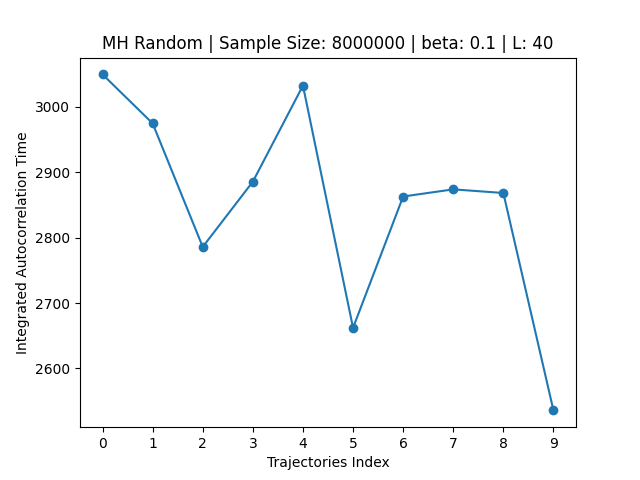 MH Random | Sample Size: 8000000 | beta: 0.1 | L: 40
Integrated Autocorrelation Time
3000
2900
2800
2700
2600
0 1 2 3 4 5 6 7 8 9
Trajectories Index